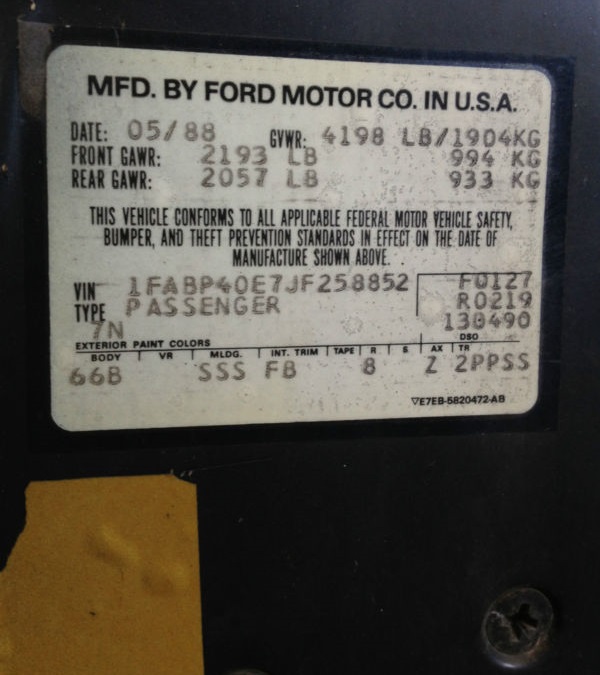 MFD. BY FORD MOTOR CO. IN U.S.A.
DATE: 05/88 GVWR: 4198 LB/1904KG
FRONT GAWR: 2193 LB 994 KG
REAR GAWR: 2057 LB 933 KG
THIS VEHICLE CONFORMS TO ALL APPLICABLE FEDERAL MOTOR VEHICLE SAFETY,
BUMPER, AND THEFT PREVENTION STANDARDS IN EFFECT ON THE DATE OF
MANUFACTURE SHOWN ABOVE.
VIN 1FABP40E7JF258852 F0127
TYPE PASSENGER R0219
7N 130490
EXTERIOR PAINT COLORS DSO
BODY VR MLDG. INT. TRIM TAPE R S AX TR
66B SSS FB 8 Z 2PPSS
▽E7EB-5820472-AB